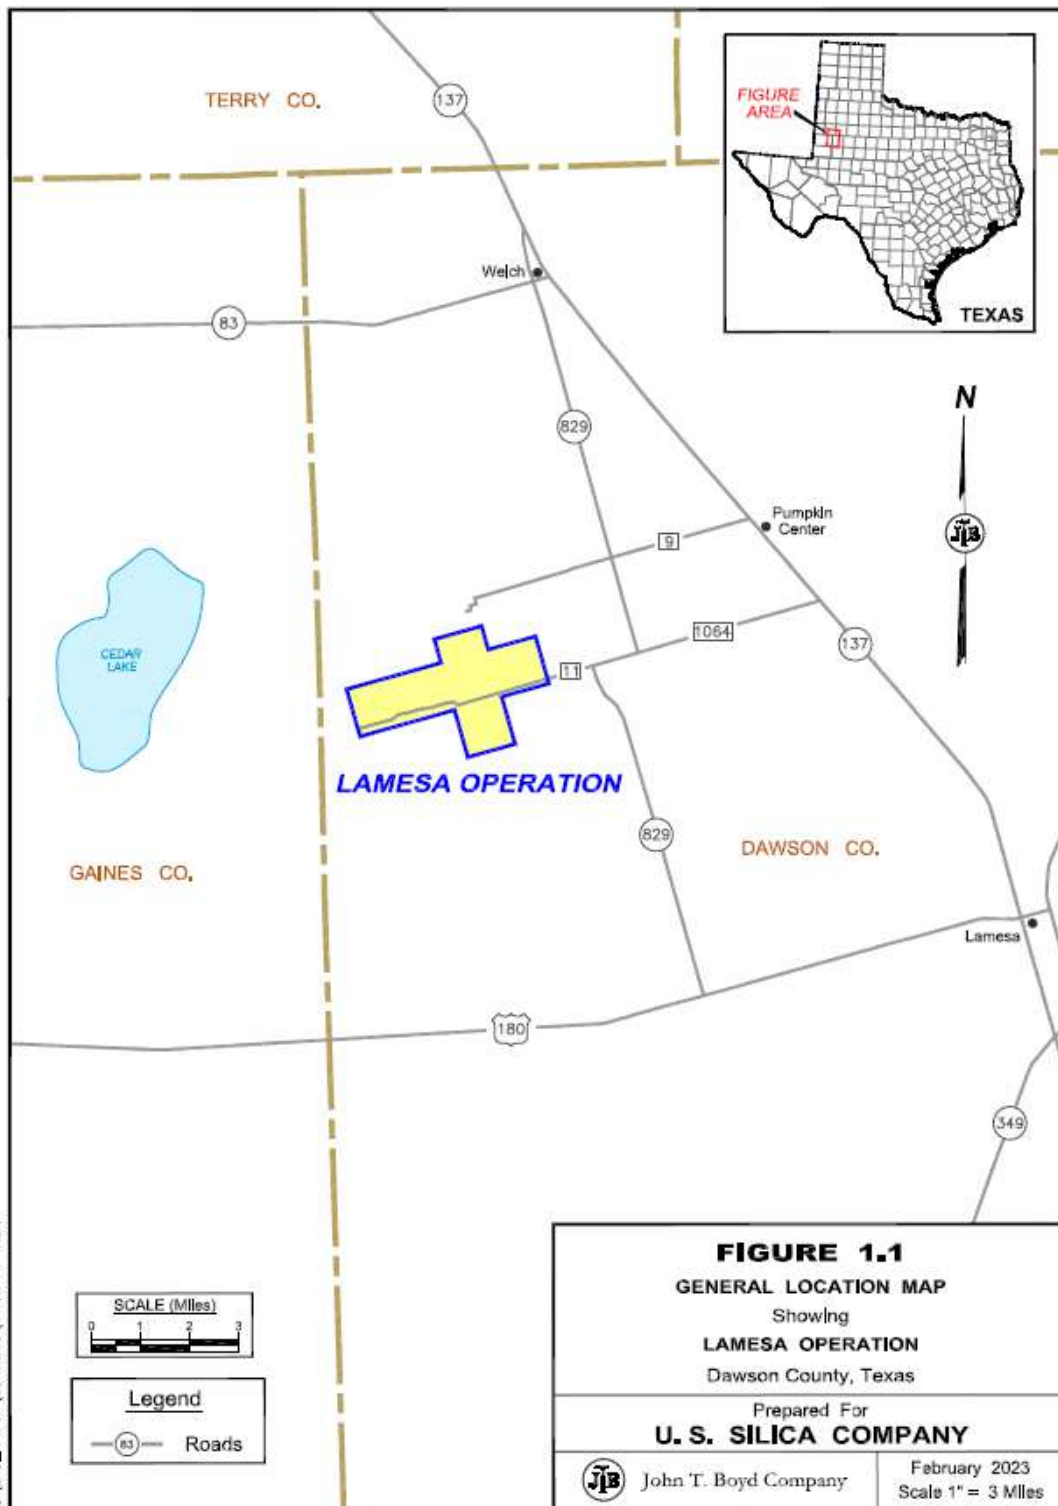 TERRY CO.
137
FIGURE
AREA
TEXAS
Welch
83
829
N
JTB
Pumpkin
Center
9
1064
137
11
CEDAR
LAKE
LAMESA OPERATION
829
DAWSON CO.
GAINES CO.
Lamesa
180
349
SCALE (Miles)
0 1 2 3
Legend
83 Roads
FIGURE 1.1
GENERAL LOCATION MAP
Showing
LAMESA OPERATION
Dawson County, Texas
Prepared For
U. S. SILICA COMPANY
JTB John T. Boyd Company
February 2023
Scale 1" = 3 Miles